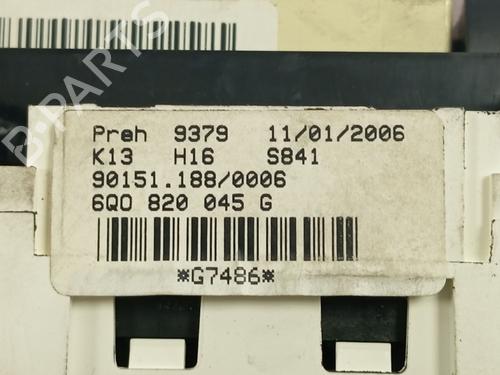 B-PARTS
Preh 9379 11/01/2006
K13 H16 S841
90151.188/0006
6Q0 820 045 G
*G7486*